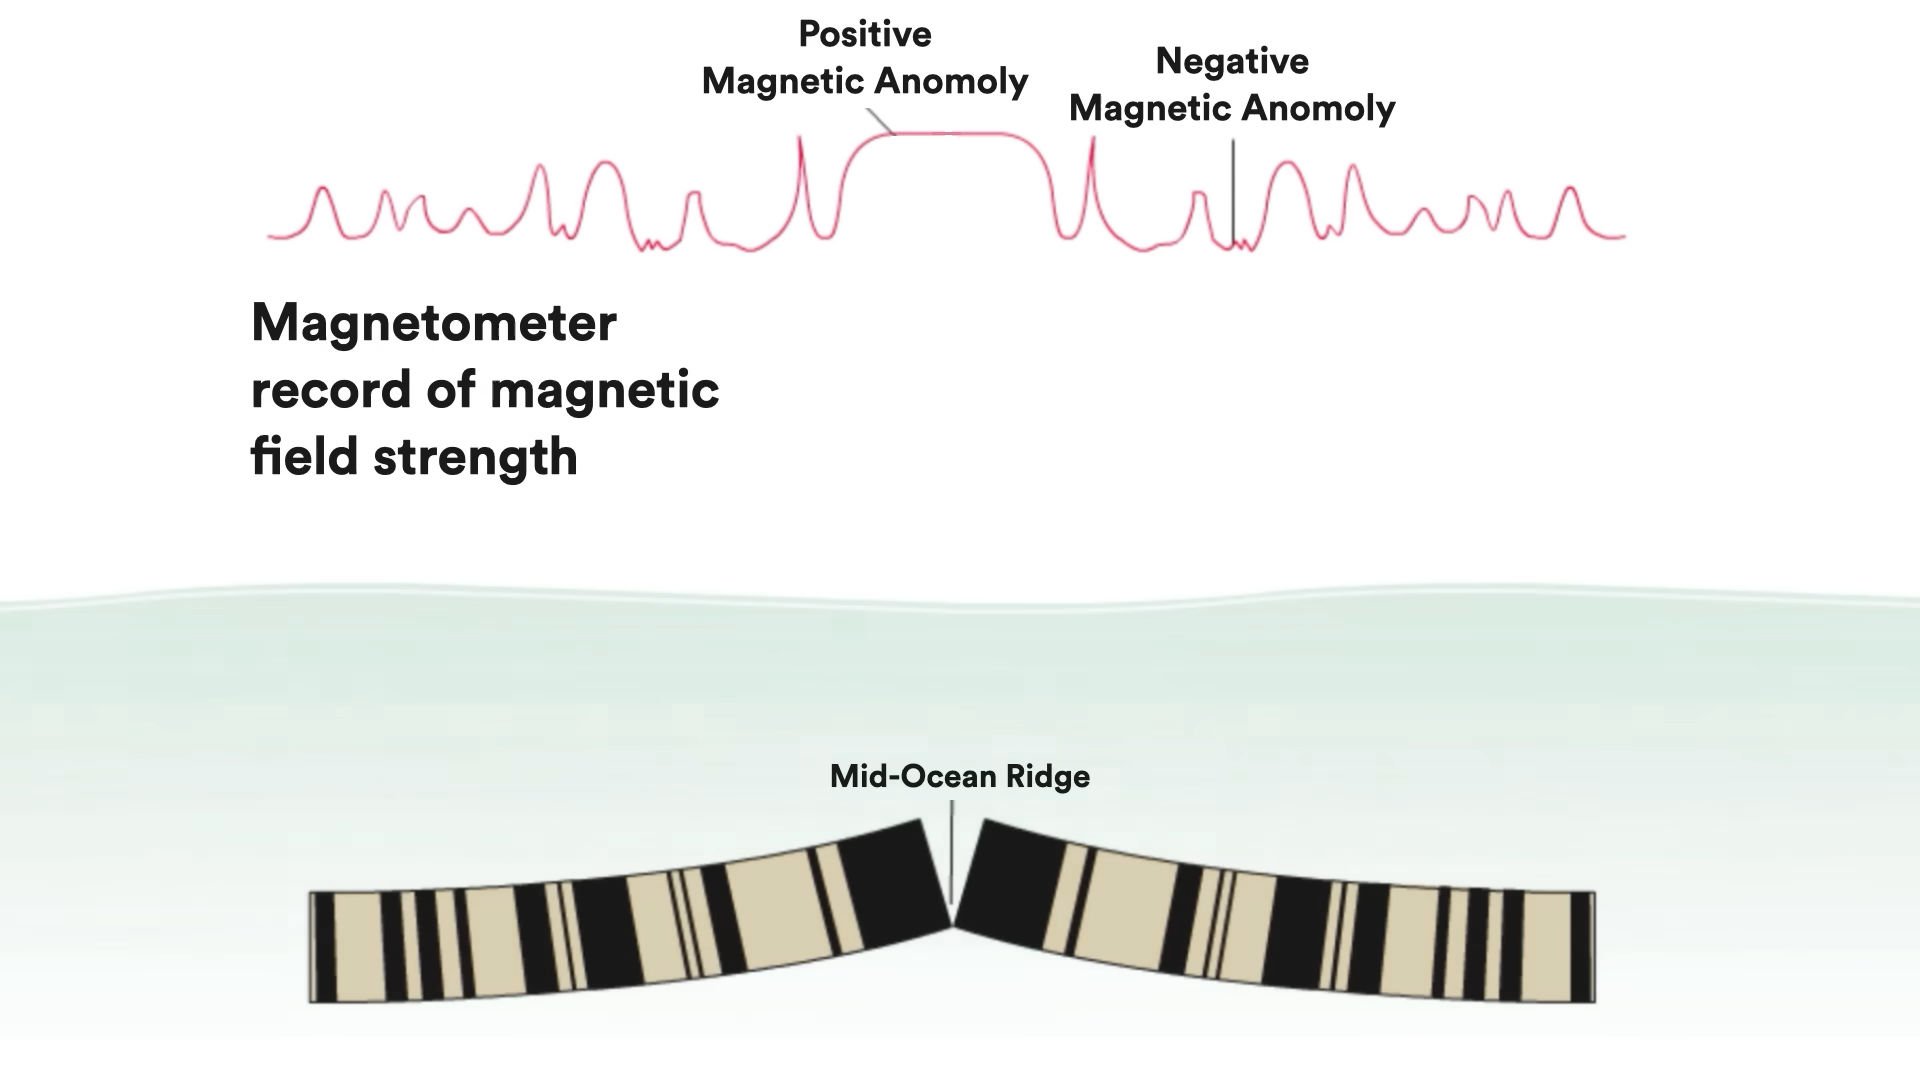 Positive
Magnetic Anomoly
Negative
Magnetic Anomoly
Magnetometer
record of magnetic
field strength
Mid-Ocean Ridge